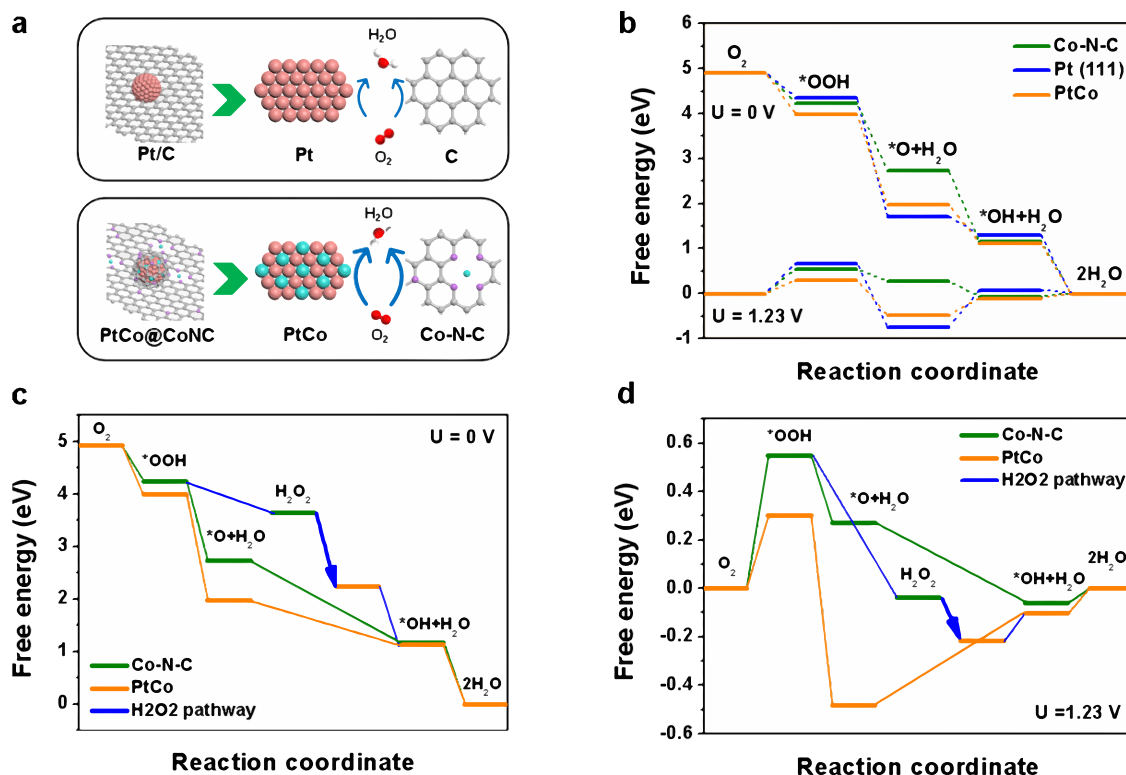 a
H₂O
O₂
Pt/C
Pt
C
H₂O
O₂
PtCo@CoNC
PtCo
Co-N-C
b
Free energy (eV)
6
5
4
3
2
1
0
-1
O₂
*OOH
U = 0 V
*O+H₂O
*OH+H₂O
2H₂O
U = 1.23 V
Co-N-C
Pt (111)
PtCo
Reaction coordinate
c
Free energy (eV)
5
4
3
2
1
0
O₂
*OOH
H₂O₂
*O+H₂O
*OH+H₂O
2H₂O
U = 0 V
Co-N-C
PtCo
H2O2 pathway
Reaction coordinate
d
Free energy (eV)
0.6
0.4
0.2
0.0
-0.2
-0.4
-0.6
O₂
*OOH
*O+H₂O
H₂O₂
*OH+H₂O
2H₂O
Co-N-C
PtCo
H2O2 pathway
U =1.23 V
Reaction coordinate